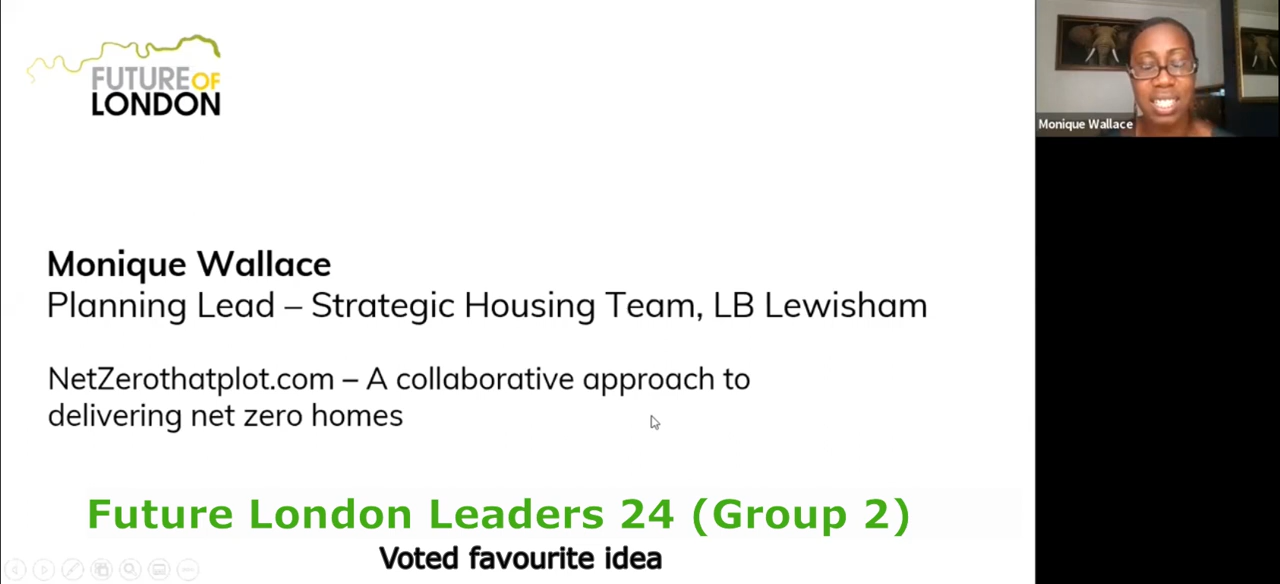 FUTURE OF
LONDON
Monique Wallace
Monique Wallace
Planning Lead – Strategic Housing Team, LB Lewisham
NetZerothatplot.com – A collaborative approach to
delivering net zero homes
Future London Leaders 24 (Group 2)
Voted favourite idea